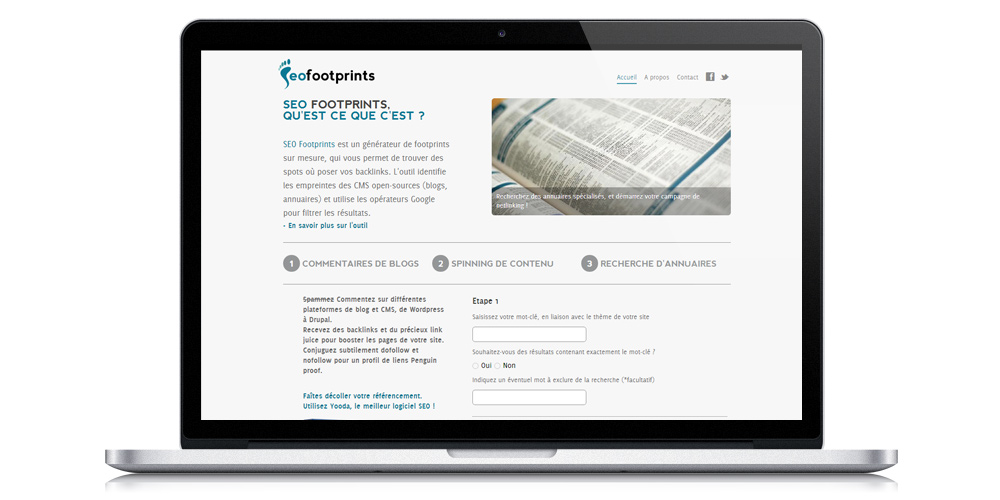 Seofootprints
Accueil A propos Contact
SEO FOOTPRINTS,
QU'EST CE QUE C'EST ?
SEO Footprints est un générateur de footprints
sur mesure, qui vous permet de trouver des
spots où poser vos backlinks. L'outil identifie
les empreintes des CMS open-sources (blogs,
annuaires) et utilise les opérateurs Google
pour filtrer les résultats.
- En savoir plus sur l'outil
Recherchez des annuaires spécialisés, et démarrez votre campagne de
netlinking !
1 COMMENTAIRES DE BLOGS 2 SPINNING DE CONTENU 3 RECHERCHE D'ANNUAIRES
Spammez Commentez sur différentes
plateformes de blog et CMS, de Wordpress
à Drupal.
Recevez des backlinks et du précieux link
juice pour booster les pages de votre site.
Conjuguez subtilement dofollow et
nofollow pour un profil de liens Penguin
proof.
Faîtes décoller votre référencement.
Utilisez Yooda, le meilleur logiciel SEO !
Etape 1
Saisissez votre mot-clé, en liaison avec le thème de votre site
Souhaitez-vous des résultats contenant exactement le mot-clé ?
Oui Non
Indiquez un éventuel mot à exclure de la recherche (*facultatif)